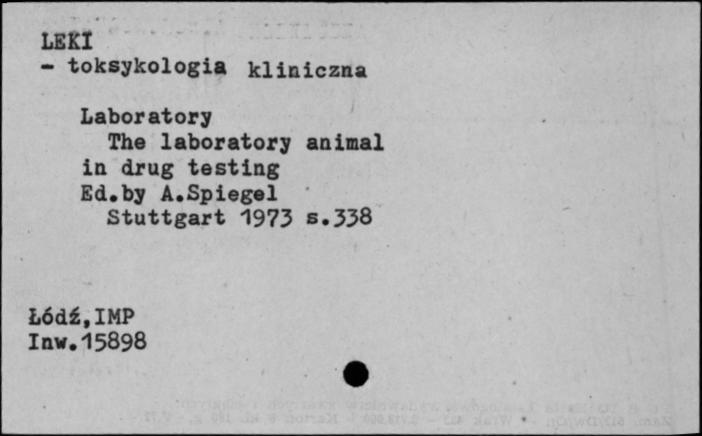 LEKI
- toksykologia kliniczna
Laboratory
The laboratory animal
in drug testing
Ed.by A.Spiegel
Stuttgart 1973 s.338
Łódź,IMP
Inw.15898